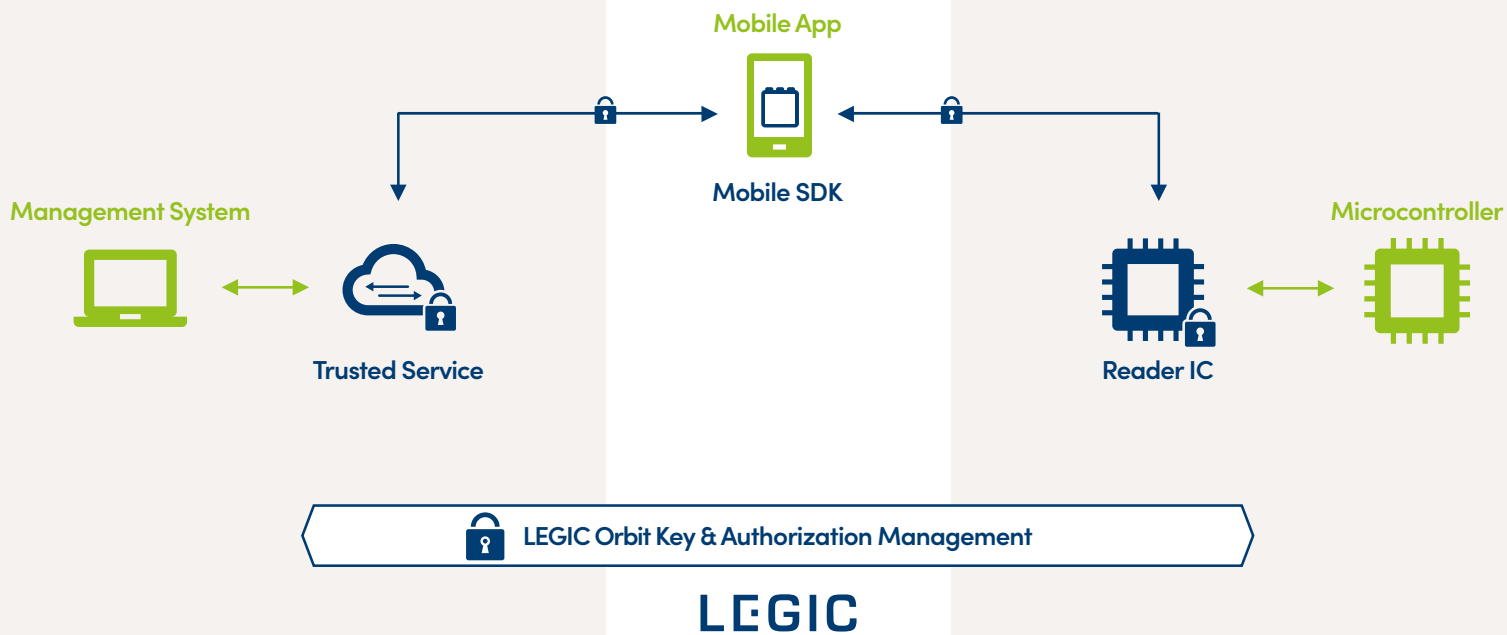 Mobile App
Mobile SDK
Management System
Microcontroller
Trusted Service
Reader IC
LEGIC Orbit Key & Authorization Management
LEGIC